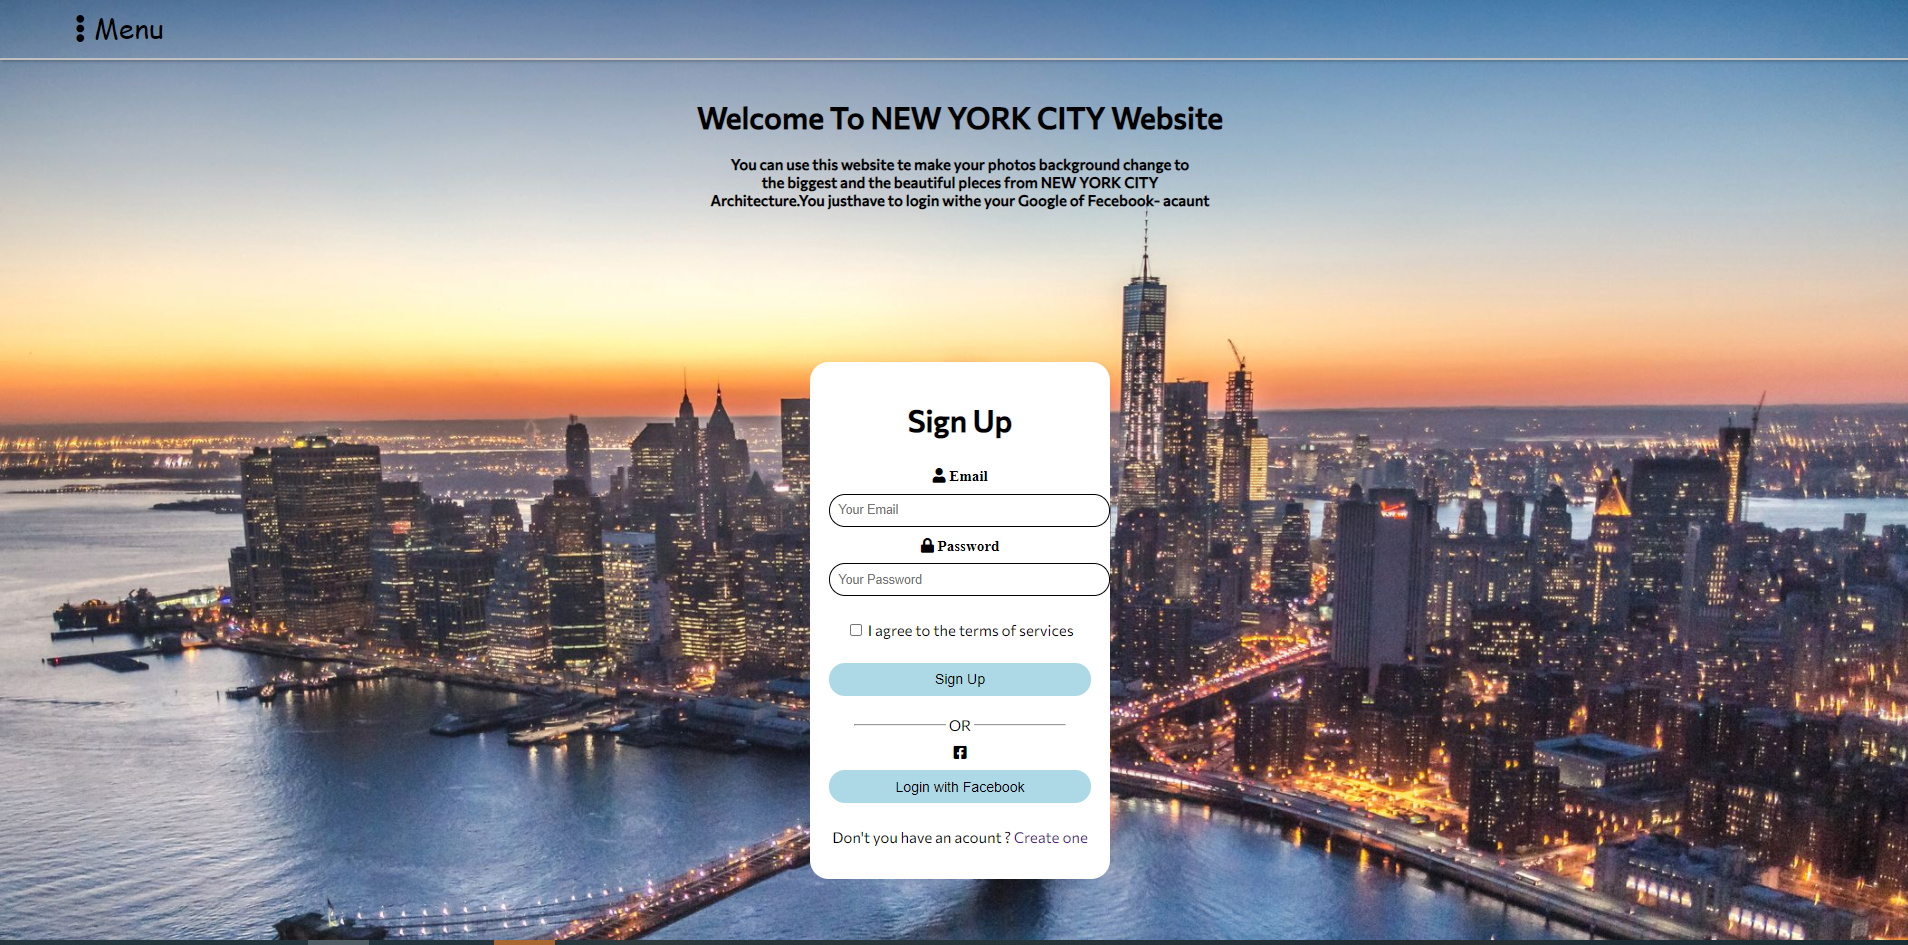 Menu
Welcome To NEW YORK CITY Website
You can use this website te make your photos background change to
the biggest and the beautiful pleces from NEW YORK CITY
Architecture.You justhave to login withe your Google of Fecebook- acaunt
Sign Up
Email
Your Email
Password
Your Password
I agree to the terms of services
Sign Up
OR
Login with Facebook
Don't you have an acount ? Create one